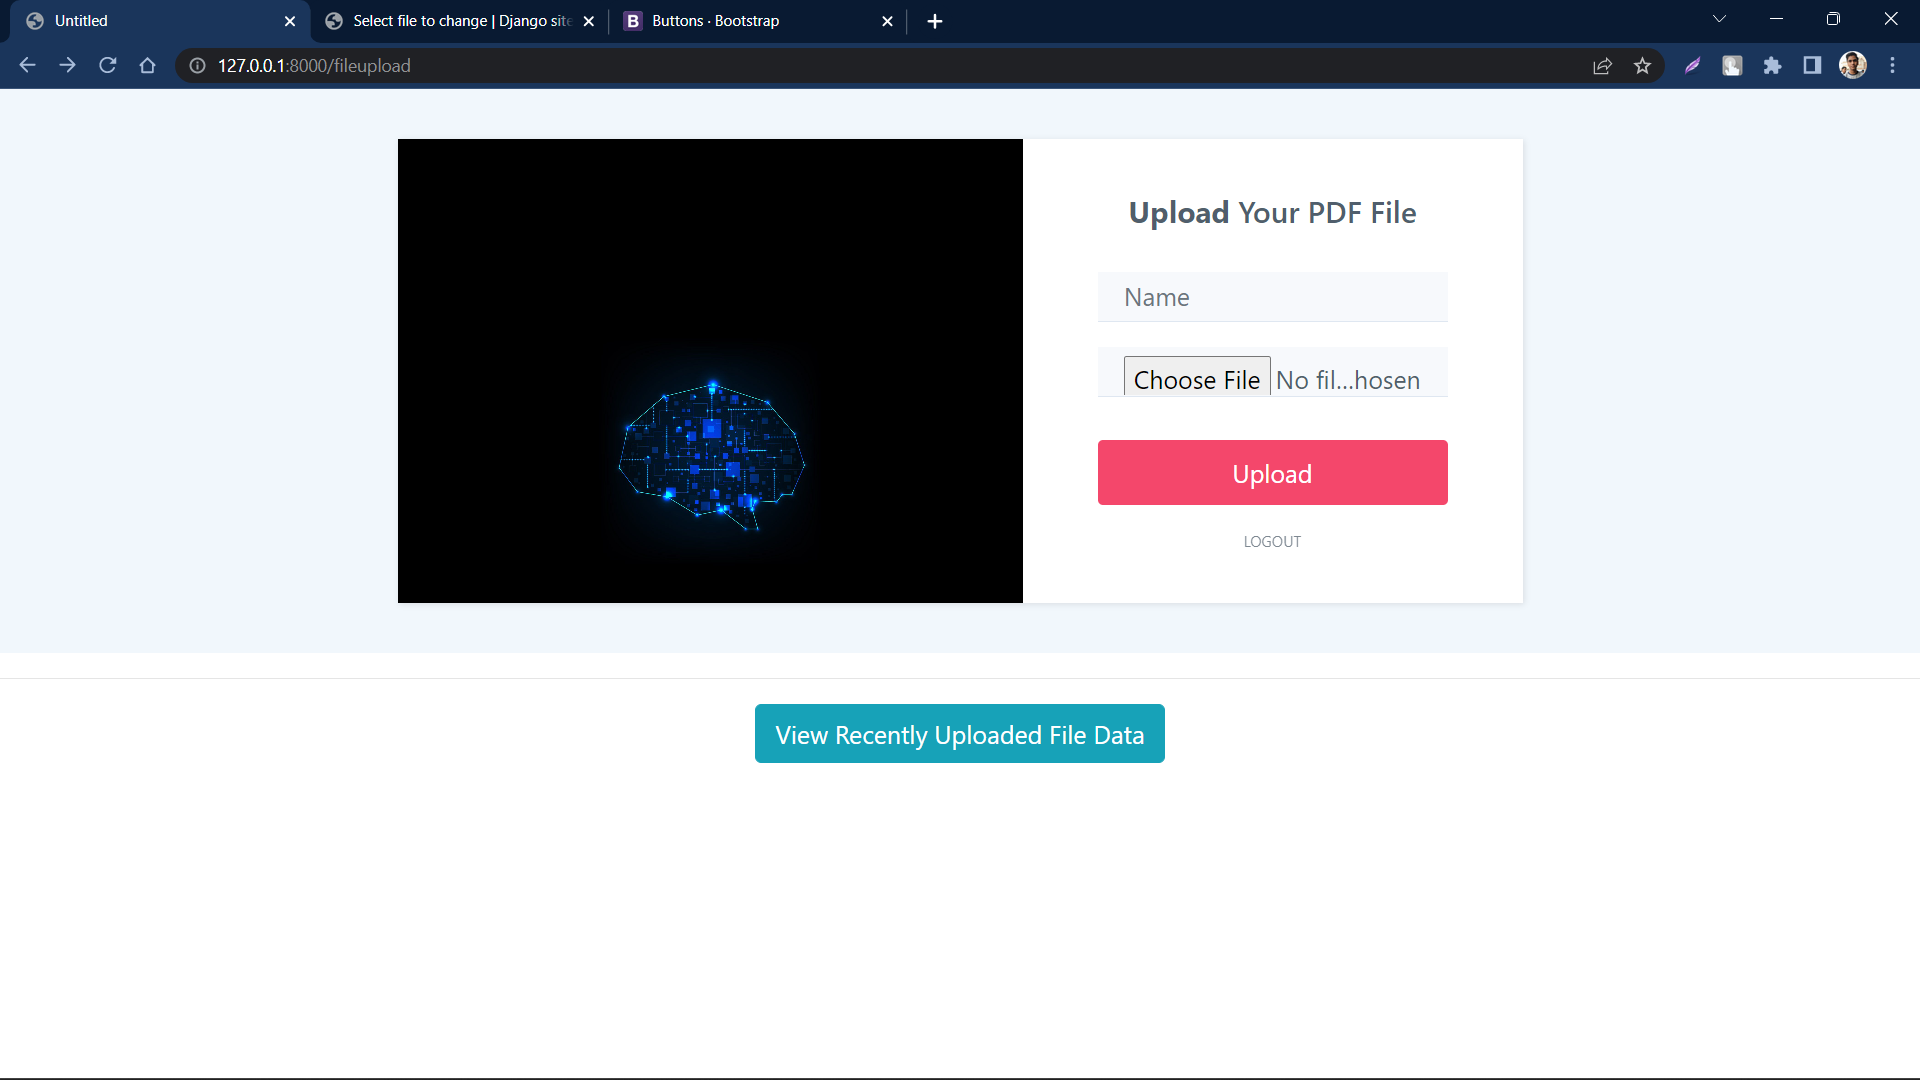 Untitled
Select file to change | Django site
B Buttons · Bootstrap
127.0.0.1:8000/fileupload
Upload Your PDF File
Name
Choose File No fil...hosen
Upload
LOGOUT
View Recently Uploaded File Data